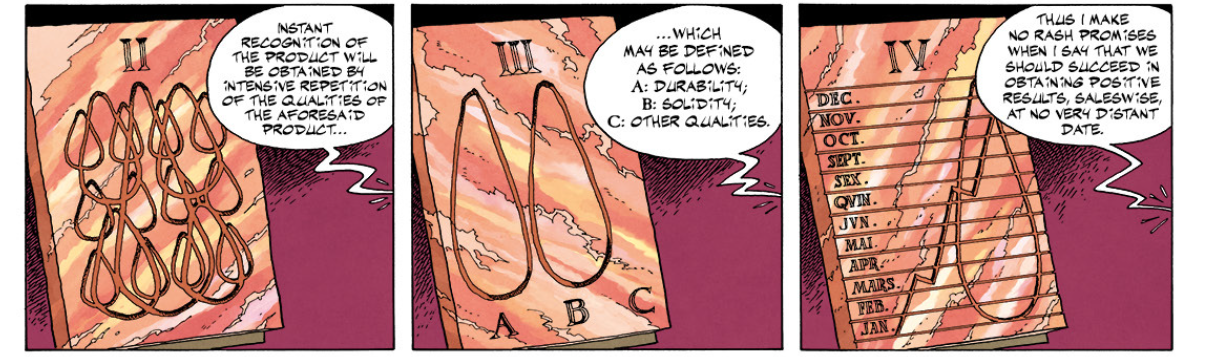 II
INSTANT
RECOGNITION OF
THE PRODUCT WILL
BE OBTAINED BY
INTENSIVE REPETITION
OF THE QUALITIES OF
THE AFORESAID
PRODUCT...
III
...WHICH
MAY BE DEFINED
AS FOLLOWS:
A: DURABILITY;
B: SOLIDITY;
C: OTHER QUALITIES.
A
B
C
IV
THUS I MAKE
NO RASH PROMISES
WHEN I SAY THAT WE
SHOULD SUCCEED IN
OBTAINING POSITIVE
RESULTS, SALESWISE,
AT NO VERY DISTANT
DATE.
DEC.
NOV.
OCT.
SEPT.
SEX.
QVIN.
JVN.
MAI.
APR.
MARS.
FEB.
JAN.